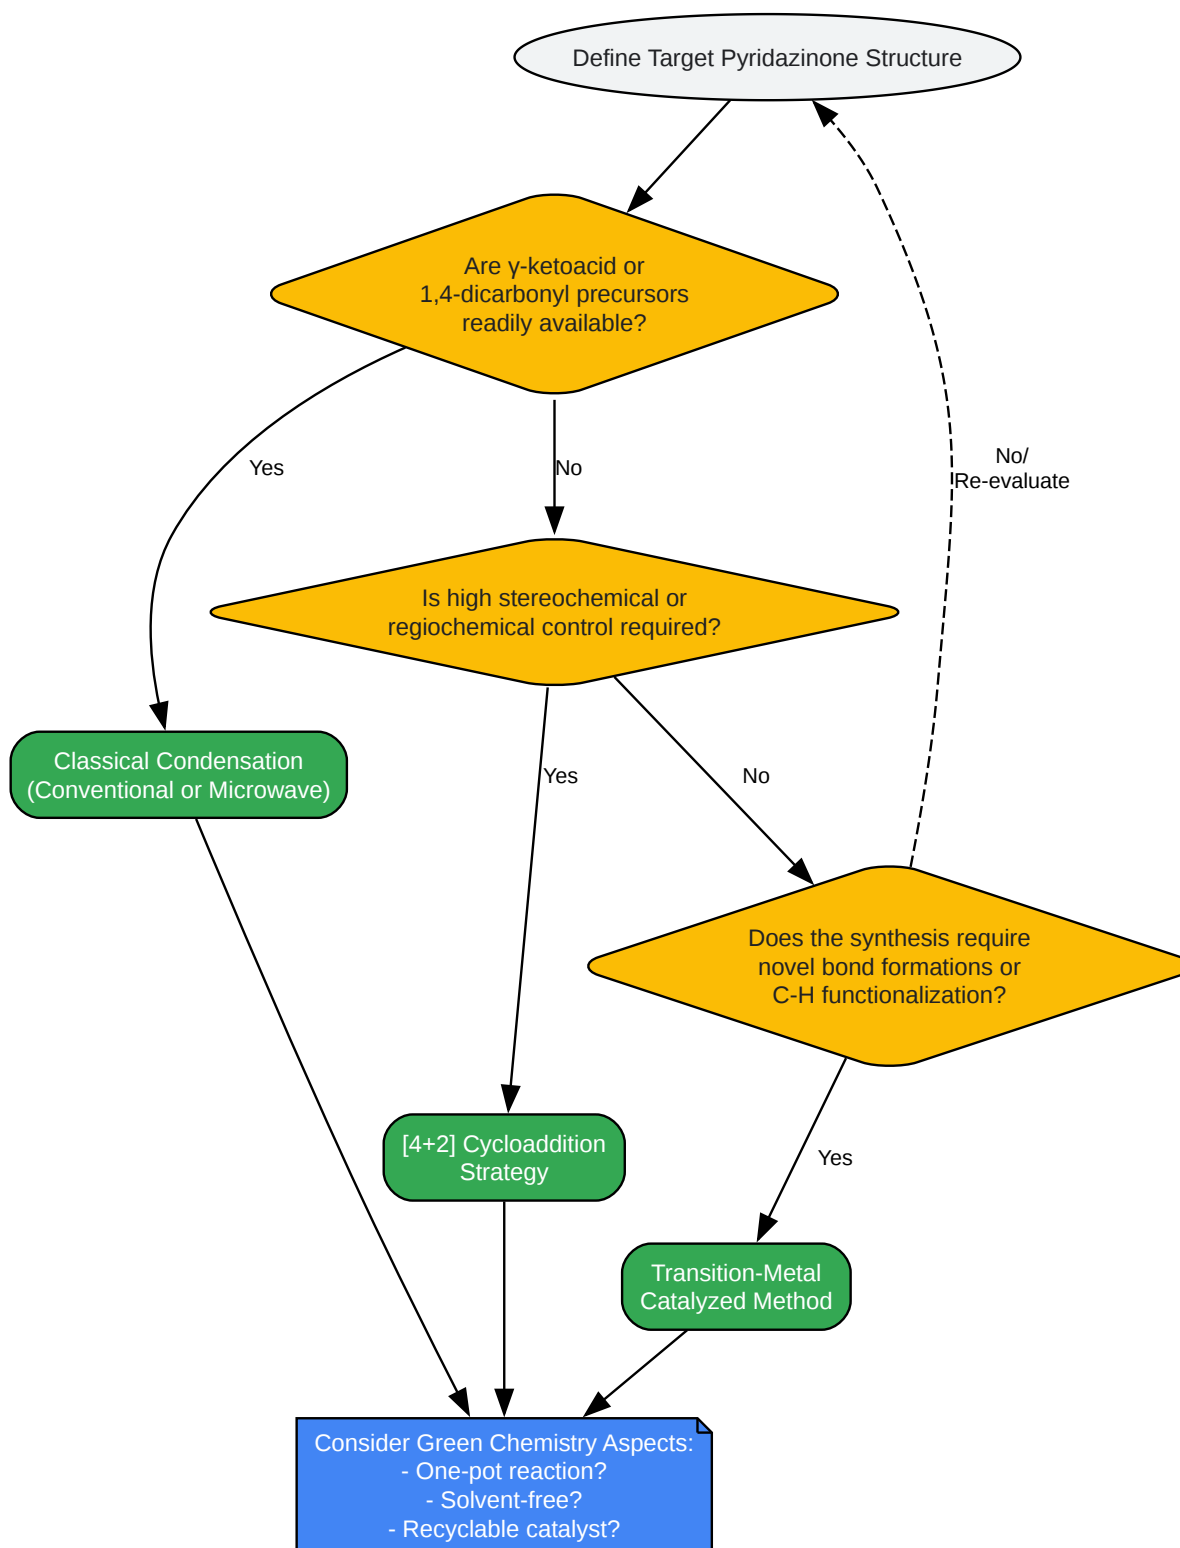 Define Target Pyridazinone Structure
Are γ-ketoacid or
1,4-dicarbonyl precursors
readily available?
Yes
No
No/
Re-evaluate
Is high stereochemical or
regiochemical control required?
Classical Condensation
(Conventional or Microwave)
Yes
No
Does the synthesis require
novel bond formations or
C-H functionalization?
[4+2] Cycloaddition
Strategy
Yes
Transition-Metal
Catalyzed Method
Consider Green Chemistry Aspects:
- One-pot reaction?
- Solvent-free?
- Recyclable catalyst?